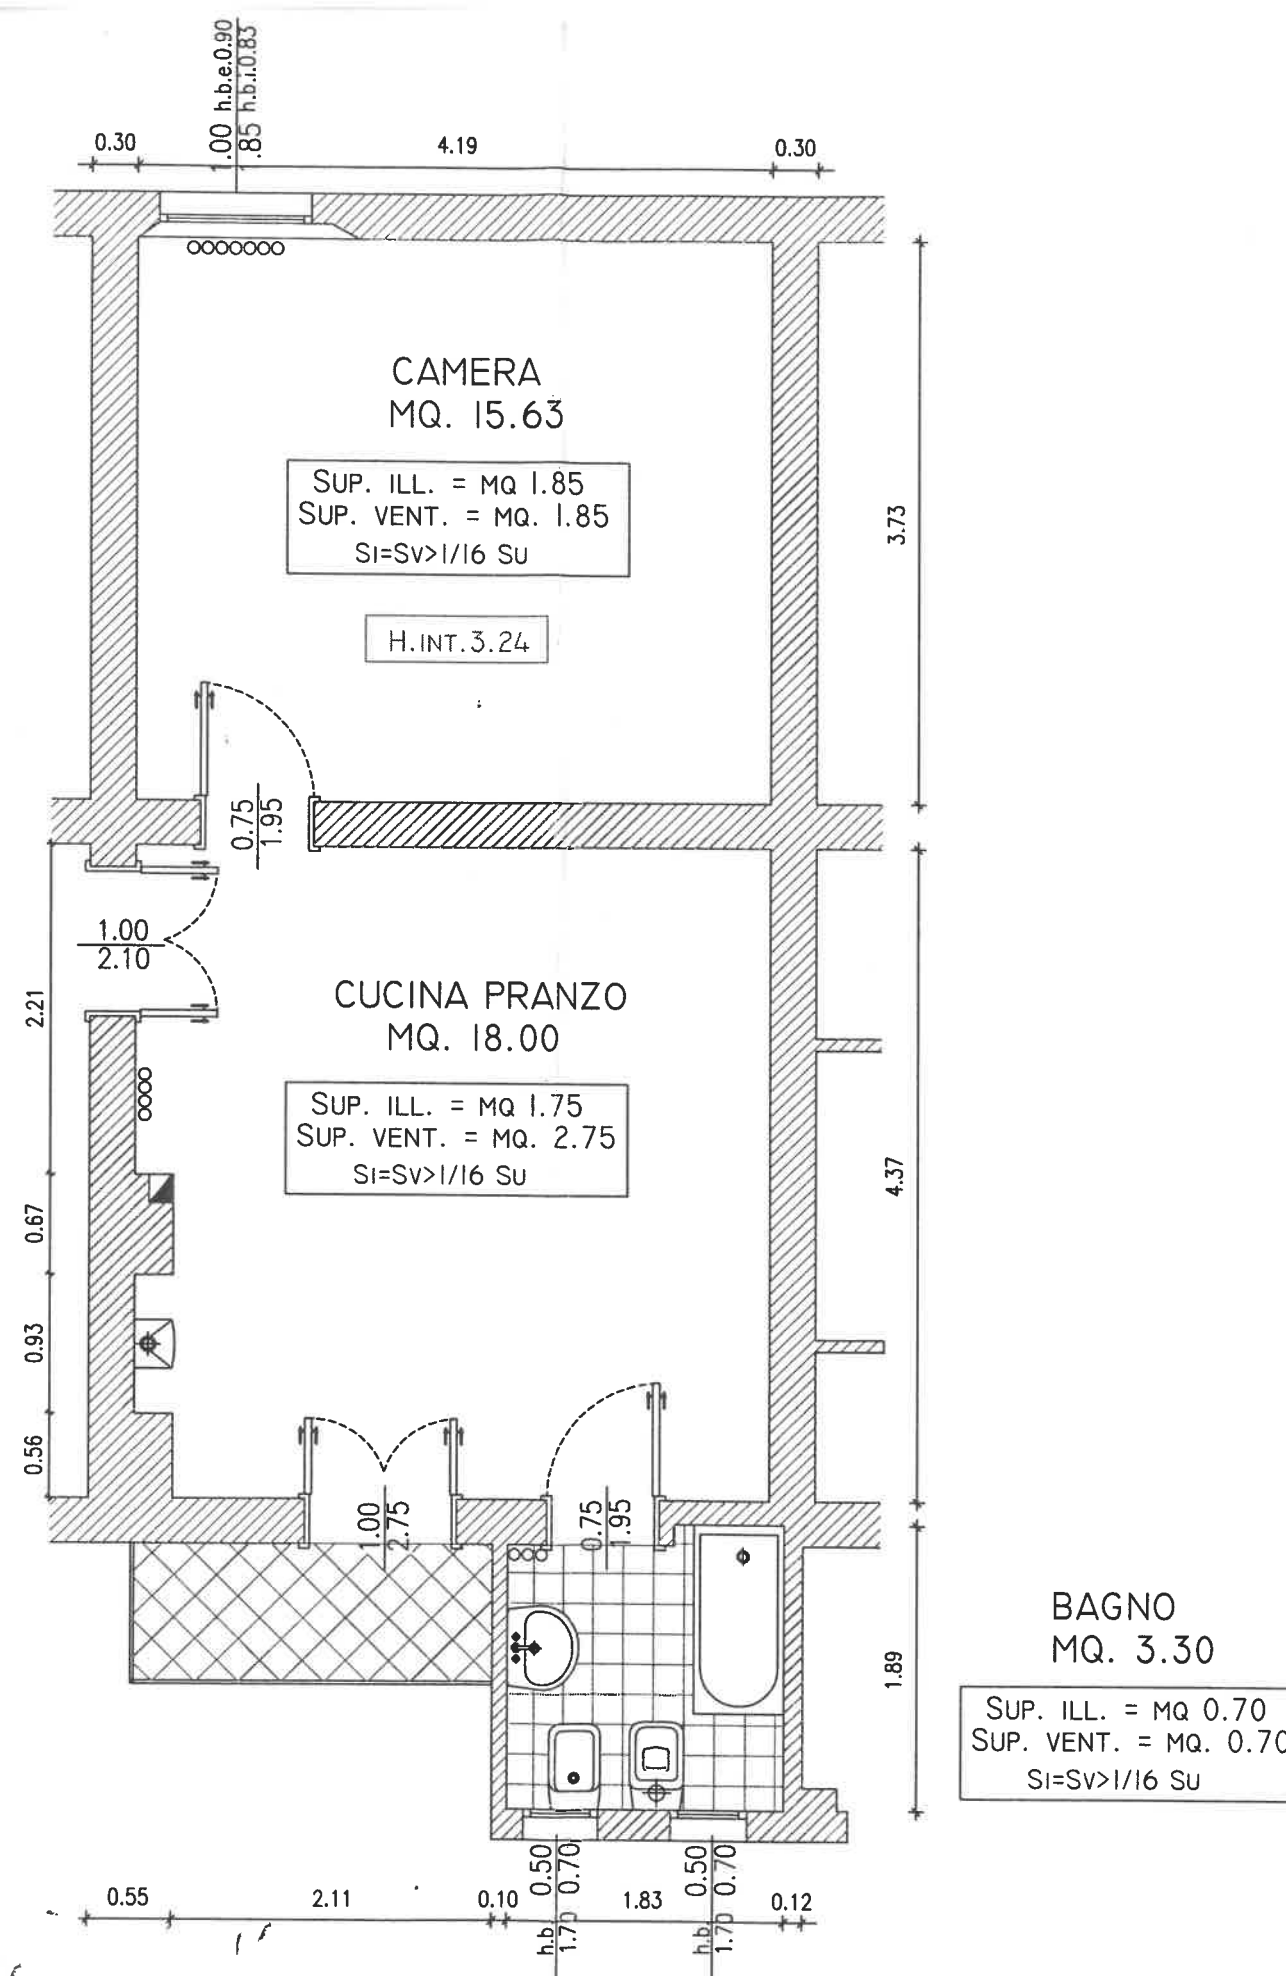 1.00 h.b.e.0.90
1.85 h.b.i.0.83
0.30
4.19
0.30
CAMERA
MQ. 15.63
SUP. ILL. = MQ 1.85
SUP. VENT. = MQ. 1.85
SI=SV>1/16 SU
3.73
H.INT.3.24
0.75
1.95
1.00
2.10
2.21
CUCINA PRANZO
MQ. 18.00
SUP. ILL. = MQ 1.75
SUP. VENT. = MQ. 2.75
SI=SV>1/16 SU
4.37
0.67
0.93
0.56
1.00
2.75
0.75
1.95
1.89
BAGNO
MQ. 3.30
SUP. ILL. = MQ 0.70
SUP. VENT. = MQ. 0.70
SI=SV>1/16 SU
0.50
0.70
h.b.
1.70
0.50
0.70
h.b.
1.70
0.55
2.11
0.10
1.83
0.12